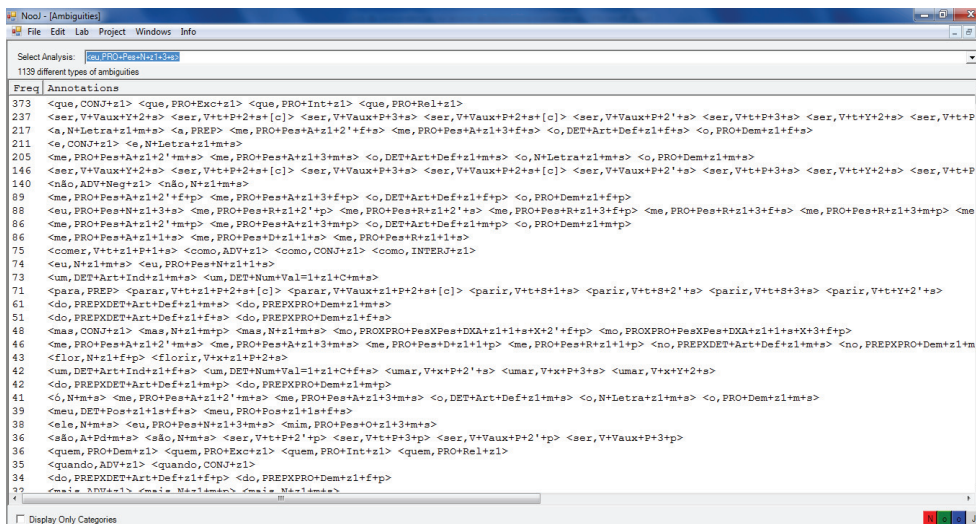 NooJ - [Ambiguities]
File Edit Lab Project Windows Info
Select Analysis: <eu,PRO+Pes+N+z1+3+s>
1139 different types of ambiguities
Freq Annotations
373 <que,CONJ+z1> <que,PRO+Exc+z1> <que,PRO+Int+z1> <que,PRO+Rel+z1>
237 <ser,V+Vaux+Y+2+s> <ser,V+t+P+2+s+[c]> <ser,V+Vaux+P+3+s> <ser,V+Vaux+P+2+s+[c]> <ser,V+Vaux+P+2'+s> <ser,V+t+P+3+s> <ser,V+t+Y+2+s> <ser,V+t+P
217 <a,N+Letra+z1+m+s> <a,PREP> <me,PRO+Pes+A+z1+2'+f+s> <me,PRO+Pes+A+z1+3+f+s> <o,DET+Art+Def+z1+f+s> <o,PRO+Dem+z1+f+s>
211 <e,CONJ+z1> <e,N+Letra+z1+m+s>
205 <me,PRO+Pes+A+z1+2'+m+s> <me,PRO+Pes+A+z1+3+m+s> <o,DET+Art+Def+z1+m+s> <o,N+Letra+z1+m+s> <o,PRO+Dem+z1+m+s>
146 <ser,V+Vaux+Y+2+s> <ser,V+t+P+2+s+[c]> <ser,V+Vaux+P+3+s> <ser,V+Vaux+P+2+s+[c]> <ser,V+Vaux+P+2'+s> <ser,V+t+P+3+s> <ser,V+t+Y+2+s> <ser,V+t+P
140 <não,ADV+Neg+z1> <não,N+z1+m+s>
89 <me,PRO+Pes+A+z1+2'+f+p> <me,PRO+Pes+A+z1+3+f+p> <o,DET+Art+Def+z1+f+p> <o,PRO+Dem+z1+f+p>
88 <eu,PRO+Pes+N+z1+3+s> <me,PRO+Pes+R+z1+2'+p> <me,PRO+Pes+R+z1+2'+s> <me,PRO+Pes+R+z1+3+f+p> <me,PRO+Pes+R+z1+3+f+s> <me,PRO+Pes+R+z1+3+m+p> <me
86 <me,PRO+Pes+A+z1+2'+m+p> <me,PRO+Pes+A+z1+3+m+p> <o,DET+Art+Def+z1+m+p> <o,PRO+Dem+z1+m+p>
86 <me,PRO+Pes+A+z1+1+s> <me,PRO+Pes+D+z1+1+s> <me,PRO+Pes+R+z1+1+s>
75 <comer,V+t+z1+P+1+s> <como,ADV+z1> <como,CONJ+z1> <como,INTERJ+z1>
74 <eu,N+z1+m+s> <eu,PRO+Pes+N+z1+1+s>
73 <um,DET+Art+Ind+z1+m+s> <um,DET+Num+Val=1+z1+C+m+s>
71 <para,PREP> <parar,V+t+z1+P+2+s+[c]> <parar,V+Vaux+z1+P+2+s+[c]> <parir,V+t+S+1+s> <parir,V+t+S+2'+s> <parir,V+t+S+3+s> <parir,V+t+Y+2'+s>
61 <do,PREPXDET+Art+Def+z1+m+s> <do,PREPXPRO+Dem+z1+m+s>
51 <do,PREPXDET+Art+Def+z1+f+s> <do,PREPXPRO+Dem+z1+f+s>
48 <mas,CONJ+z1> <mas,N+z1+m+p> <mas,N+z1+m+s> <mo,PROXPRO+PesXPes+DXA+z1+1+s+X+2'+f+p> <mo,PROXPRO+PesXPes+DXA+z1+1+s+X+3+f+p>
46 <me,PRO+Pes+A+z1+2'+m+s> <me,PRO+Pes+A+z1+3+m+s> <me,PRO+Pes+D+z1+1+p> <me,PRO+Pes+R+z1+1+p> <no,PREPXDET+Art+Def+z1+m+s> <no,PREPXPRO+Dem+z1+m
43 <flor,N+z1+f+p> <florir,V+x+z1+P+2+s>
42 <um,DET+Art+Ind+z1+f+s> <um,DET+Num+Val=1+z1+C+f+s> <umar,V+x+P+2'+s> <umar,V+x+P+3+s> <umar,V+x+Y+2+s>
42 <do,PREPXDET+Art+Def+z1+m+p> <do,PREPXPRO+Dem+z1+m+p>
41 <ó,N+m+s> <me,PRO+Pes+A+z1+2'+m+s> <me,PRO+Pes+A+z1+3+m+s> <o,DET+Art+Def+z1+m+s> <o,N+Letra+z1+m+s> <o,PRO+Dem+z1+m+s>
39 <meu,DET+Pos+z1+1s+f+s> <meu,PRO+Pos+z1+1s+f+s>
38 <ele,N+m+s> <eu,PRO+Pes+N+z1+3+m+s> <mim,PRO+Pes+O+z1+3+m+s>
36 <são,A+Pd+m+s> <são,N+m+s> <ser,V+t+P+2'+p> <ser,V+t+P+3+p> <ser,V+Vaux+P+2'+p> <ser,V+Vaux+P+3+p>
36 <quem,PRO+Dem+z1> <quem,PRO+Exc+z1> <quem,PRO+Int+z1> <quem,PRO+Rel+z1>
35 <quando,ADV+z1> <quando,CONJ+z1>
34 <do,PREPXDET+Art+Def+z1+f+p> <do,PREPXPRO+Dem+z1+f+p>
32 <mais,ADV+z1> <mais,N+z1+m+p> <mais,N+z1+m+s>
Display Only Categories
N o o J